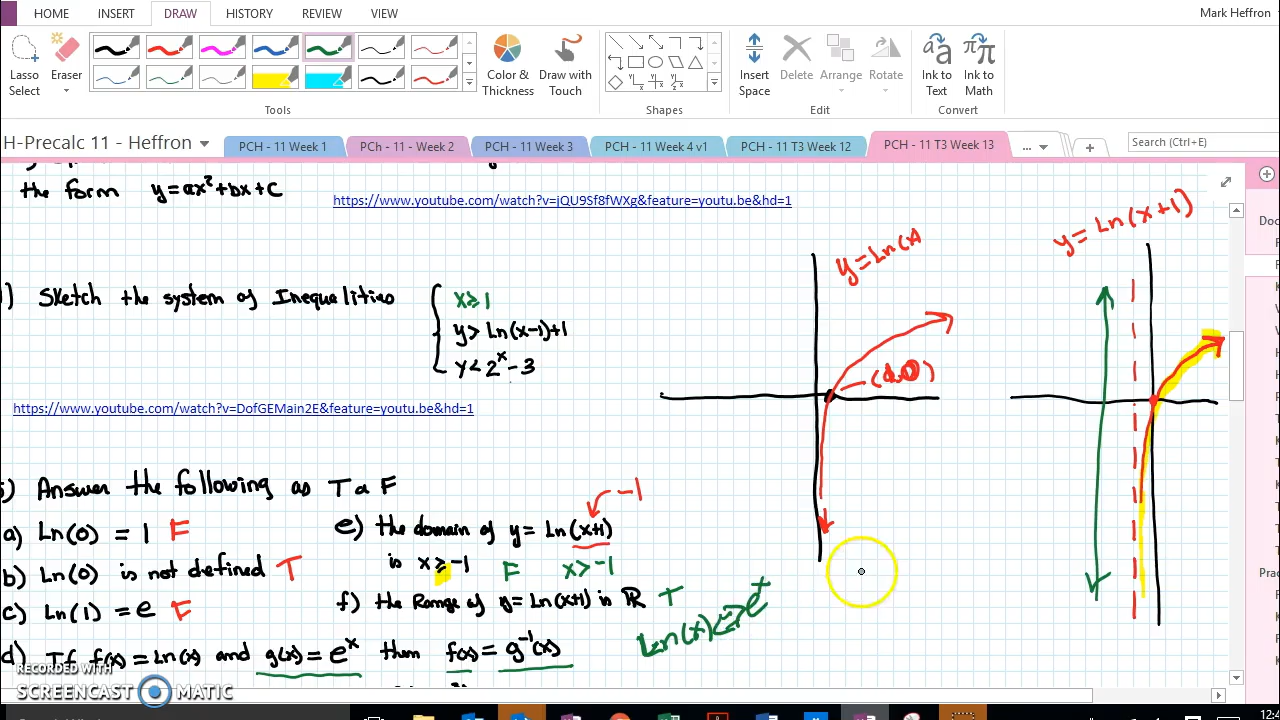 Mark Heffron
HOME INSERT DRAW HISTORY REVIEW VIEW
Lasso Select
Eraser
Color & Thickness
Draw with Touch
Insert Space
Delete
Arrange
Rotate
Ink to Text
Ink to Math
Tools
Shapes
Edit
Convert
H-Precalc 11 - Heffron
PCH - 11 Week 1
PCh - 11 - Week 2
PCH - 11 Week 3
PCH - 11 Week 4 v1
PCH - 11 T3 Week 12
PCH - 11 T3 Week 13
...
Search (Ctrl+E)
the form y = ax² + bx + c
https://www.youtube.com/watch?v=jQU9Sf8fWXg&feature=youtu.be&hd=1
) Sketch the system of Inequalities
x ≥ 1
y > Ln(x-1)+1
y < 2^x - 3
https://www.youtube.com/watch?v=DofGEMain2E&feature=youtu.be&hd=1
y = Ln(x
y = Ln(x+1)
) Answer the following as T or F
a) Ln(0) = 1 F
b) Ln(0) is not defined T
c) Ln(1) = e F
d) If f(x) = Ln(x) and g(x) = e^x then f(x) = g⁻¹(x)
-1
e) the domain of y = Ln(x+1)
is x ≥ -1 F x > -1
f) the Range of y = Ln(x+1) is ℝ T
Ln(x) ⟺ e^x
RECORDED WITH
SCREENCAST MATIC
12:4